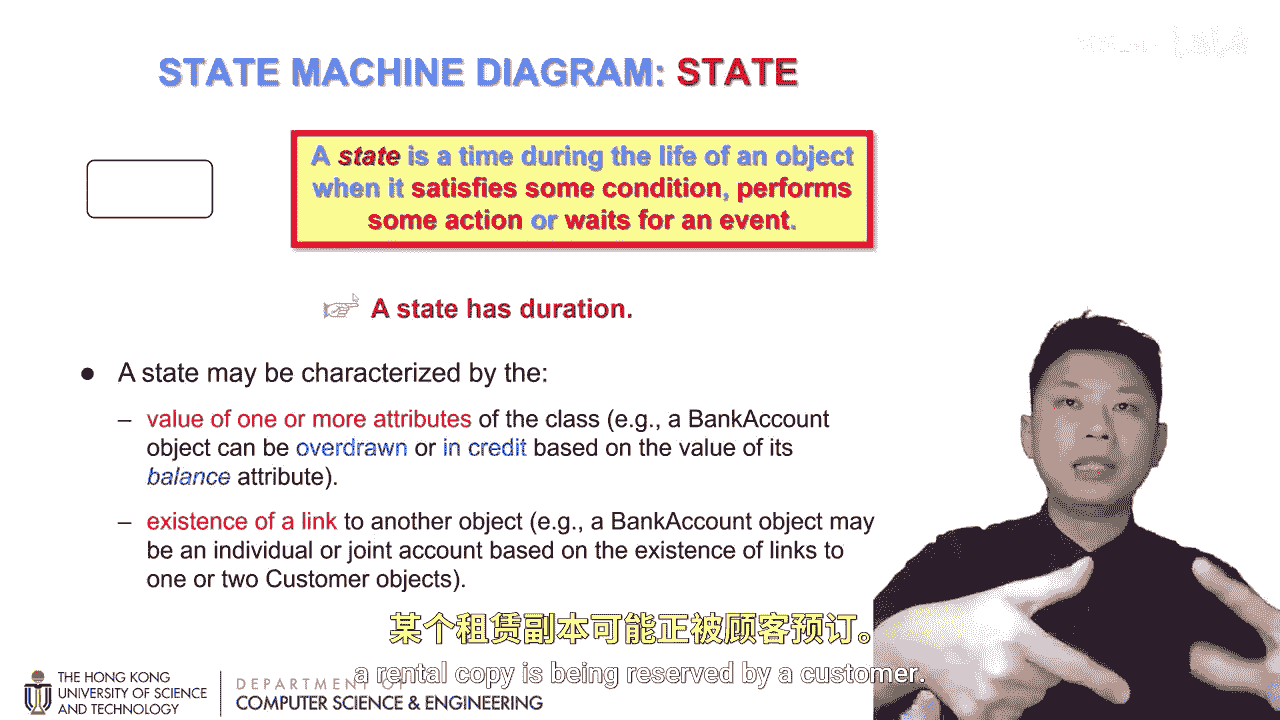 STATE MACHINE DIAGRAM: STATE
A state is a time during the life of an object
when it satisfies some condition, performs
some action or waits for an event.
A state has duration.
● A state may be characterized by the:
– value of one or more attributes of the class (e.g., a BankAccount
object can be overdrawn or in credit based on the value of its
balance attribute).
– existence of a link to another object (e.g., a BankAccount object may
be an individual or joint account based on the existence of links to
one or two Customer objects).
某个租赁副本可能正被顾客预订。
a rental copy is being reserved by a customer.
THE HONG KONG
UNIVERSITY OF SCIENCE
AND TECHNOLOGY
DEPARTMENT OF
COMPUTER SCIENCE & ENGINEERING